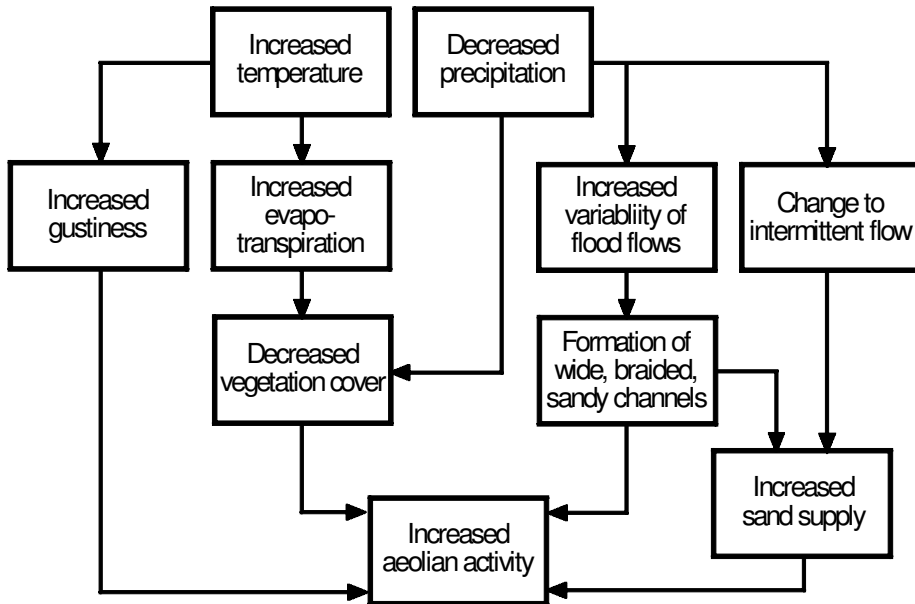 Increased
temperature
Decreased
precipitation
Increased
gustiness
Increased
evapo-
transpiration
Increased
variabliity of
flood flows
Change to
intermittent flow
Decreased
vegetation cover
Formation of
wide, braided,
sandy channels
Increased
sand supply
Increased
aeolian activity